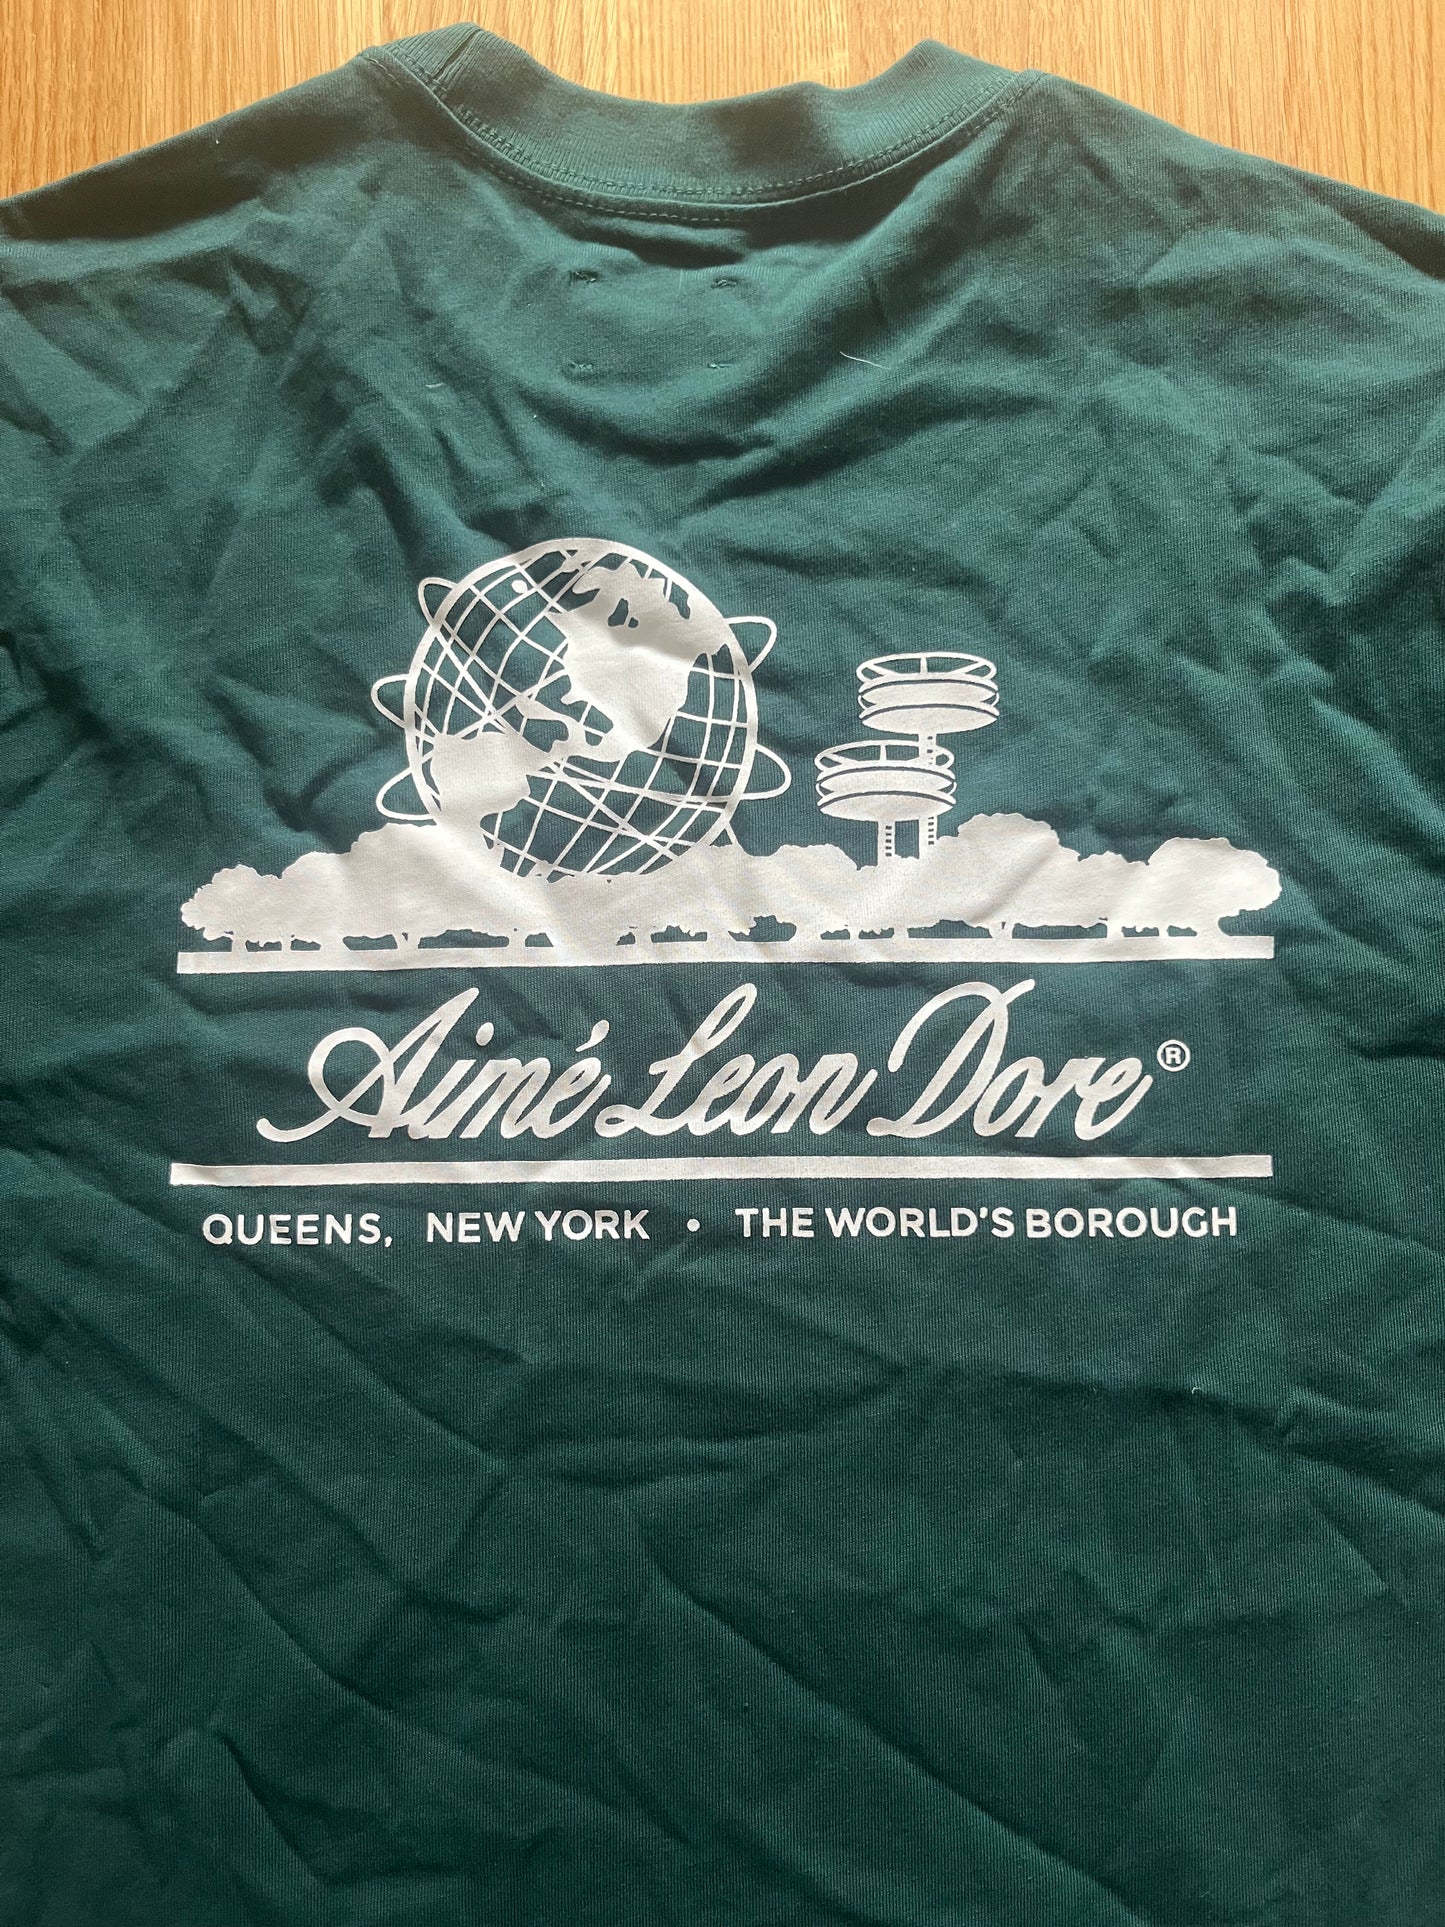 Aimé Leon Dore®
QUEENS, NEW YORK • THE WORLD'S BOROUGH